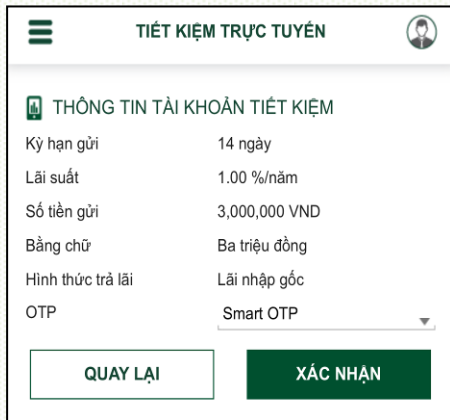 TIẾT KIỆM TRỰC TUYẾN
THÔNG TIN TÀI KHOẢN TIẾT KIỆM
Kỳ hạn gửi 14 ngày
Lãi suất 1.00 %/năm
Số tiền gửi 3,000,000 VND
Bằng chữ Ba triệu đồng
Hình thức trả lãi Lãi nhập gốc
OTP Smart OTP
QUAY LẠI XÁC NHẬN